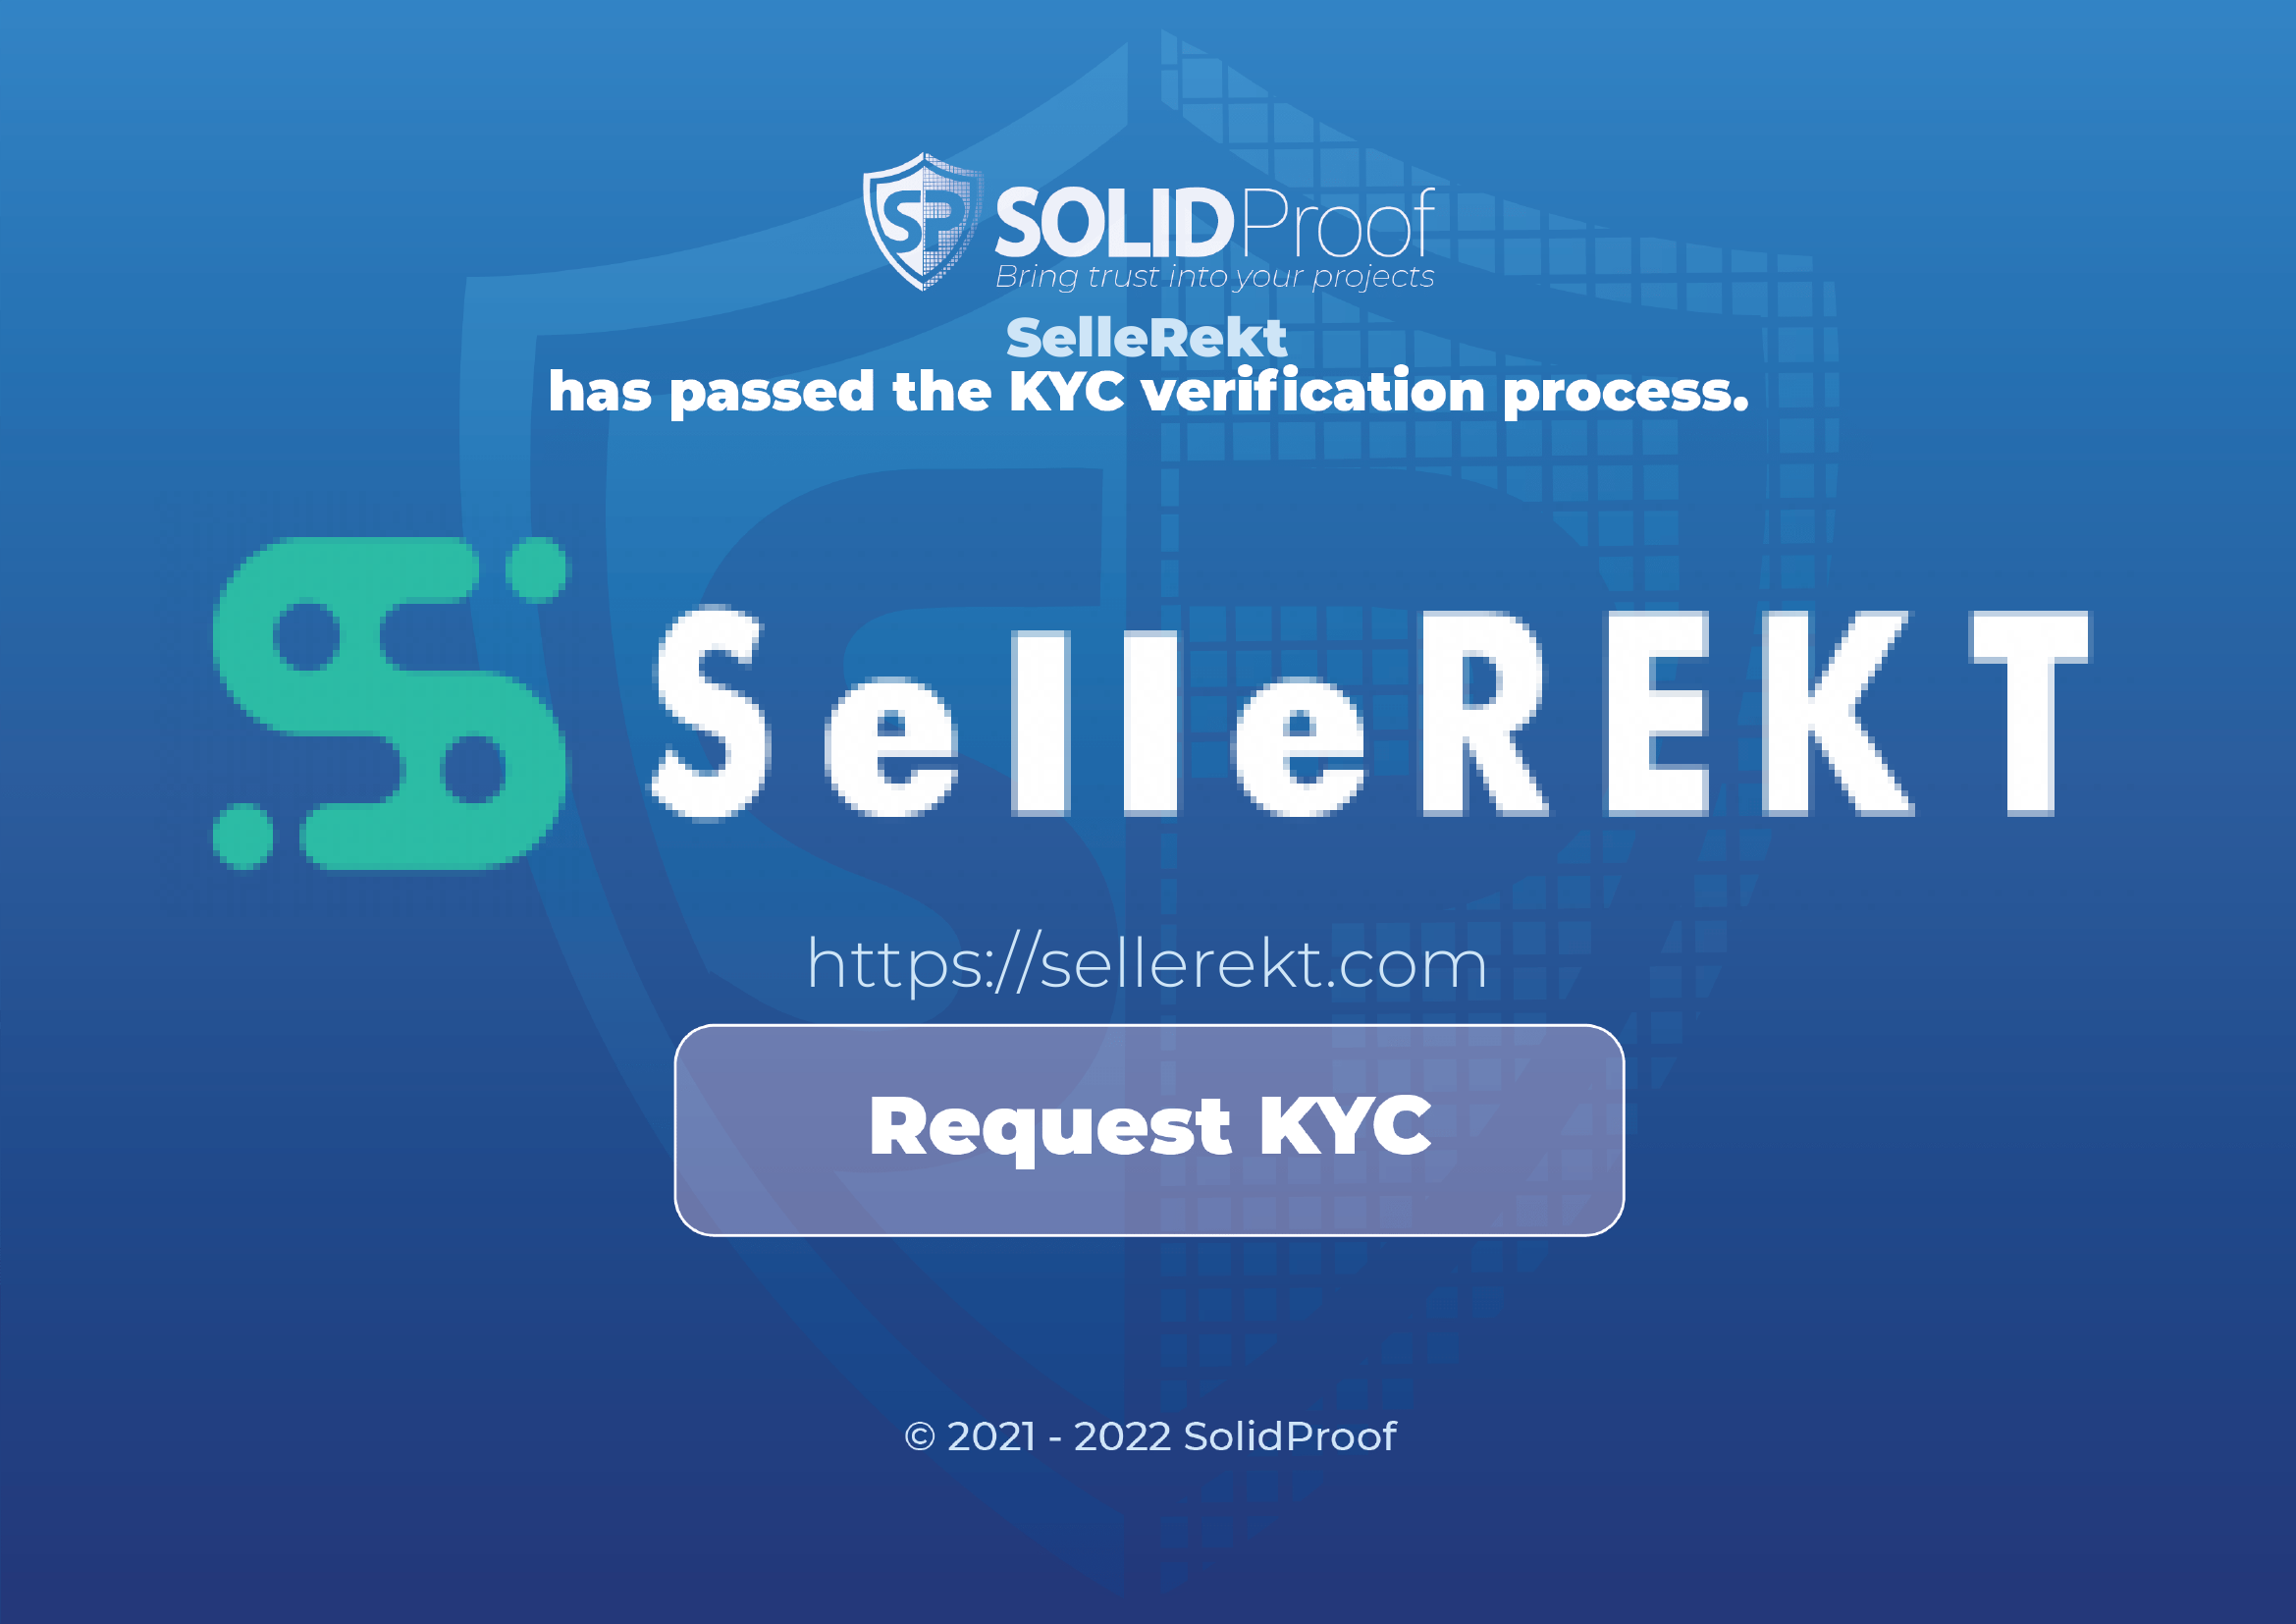 SP SOLIDProof
Bring trust into your projects
SelleRekt
has passed the KYC verification process.
SelleREKT
https://sellerekt.com
Request KYC
© 2021 - 2022 SolidProof